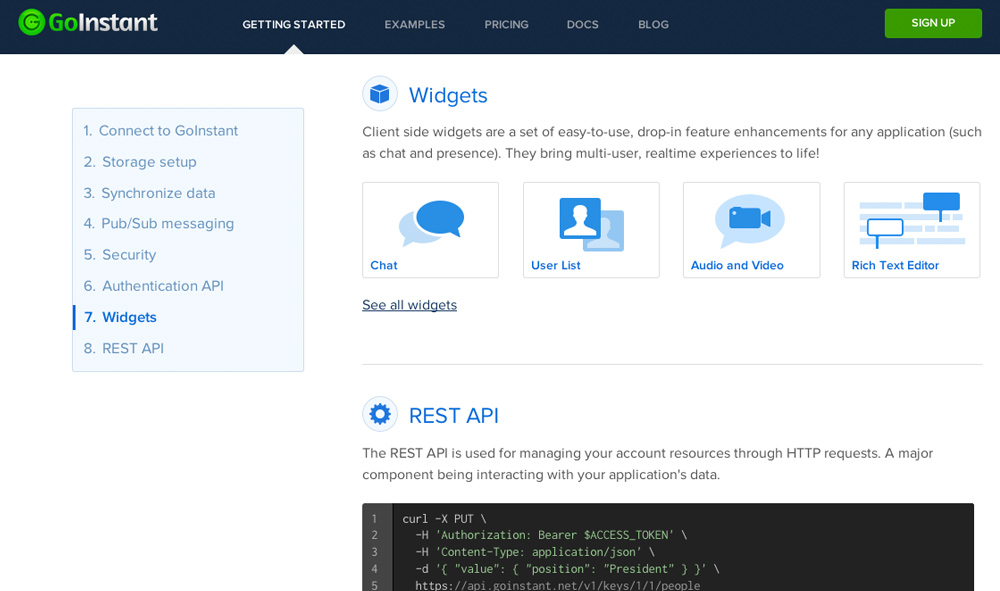 GoInstant
GETTING STARTED
EXAMPLES
PRICING
DOCS
BLOG
SIGN UP
1. Connect to GoInstant
2. Storage setup
3. Synchronize data
4. Pub/Sub messaging
5. Security
6. Authentication API
7. Widgets
8. REST API
Widgets
Client side widgets are a set of easy-to-use, drop-in feature enhancements for any application (such
as chat and presence). They bring multi-user, realtime experiences to life!
Chat
User List
Audio and Video
Rich Text Editor
See all widgets
REST API
The REST API is used for managing your account resources through HTTP requests. A major
component being interacting with your application's data.
1 curl -X PUT \
2 -H 'Authorization: Bearer $ACCESS_TOKEN' \
3 -H 'Content-Type: application/json' \
4 -d '{ "value": { "position": "President" } }' \
5 https://api.goinstant.net/v1/keys/1/1/people